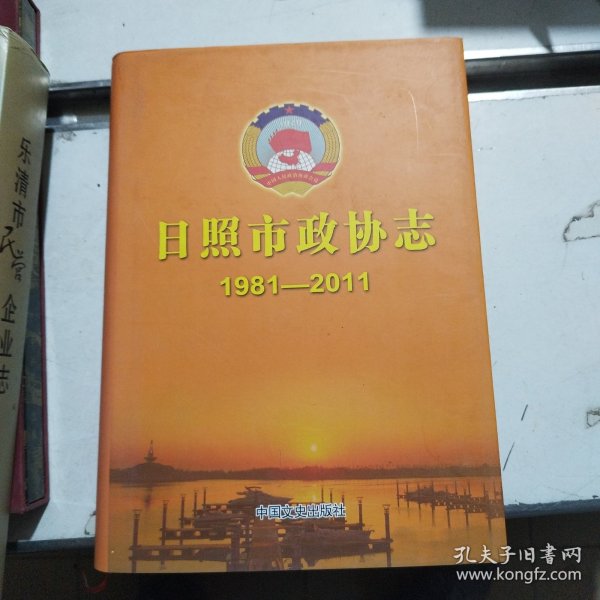 日照市政协志
1981—2011
中国文史出版社
乐清市民营企业志
孔夫子旧书网
www.kongfz.com